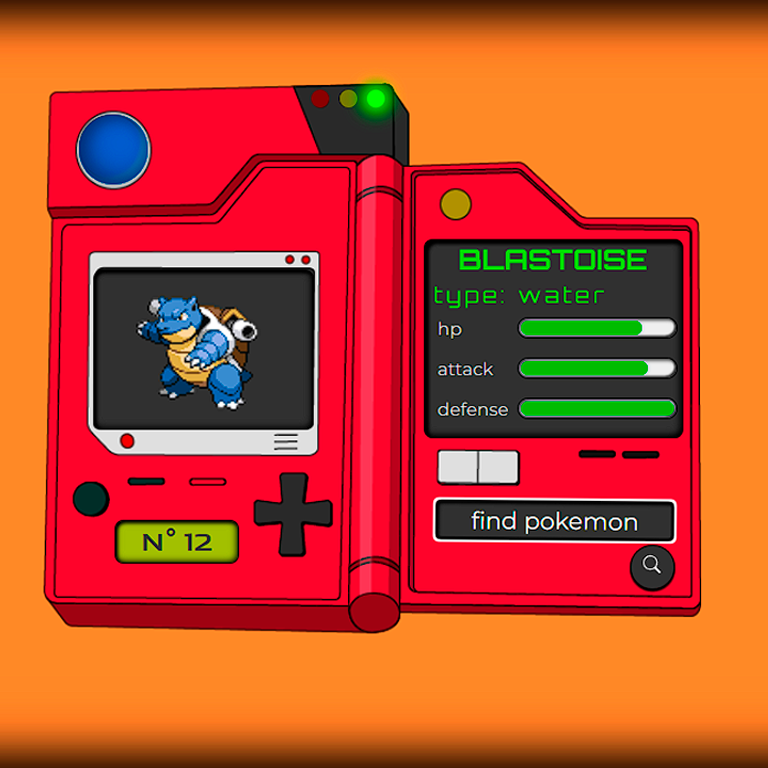 BLASTOISE
type: water
hp
attack
defense
find pokemon
N° 12